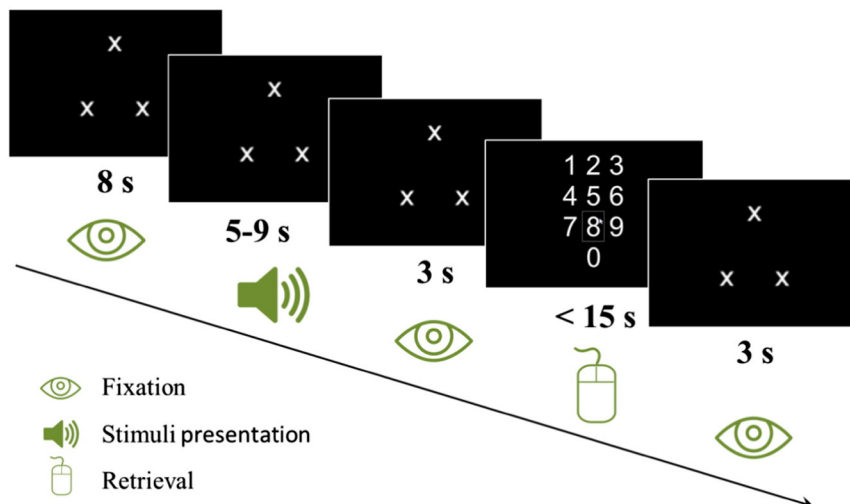 x
x x
8 s
x
x x
5-9 s
x
x x
3 s
1 2 3
4 5 6
7 8 9
0
< 15 s
x
x x
3 s
Fixation
Stimuli presentation
Retrieval